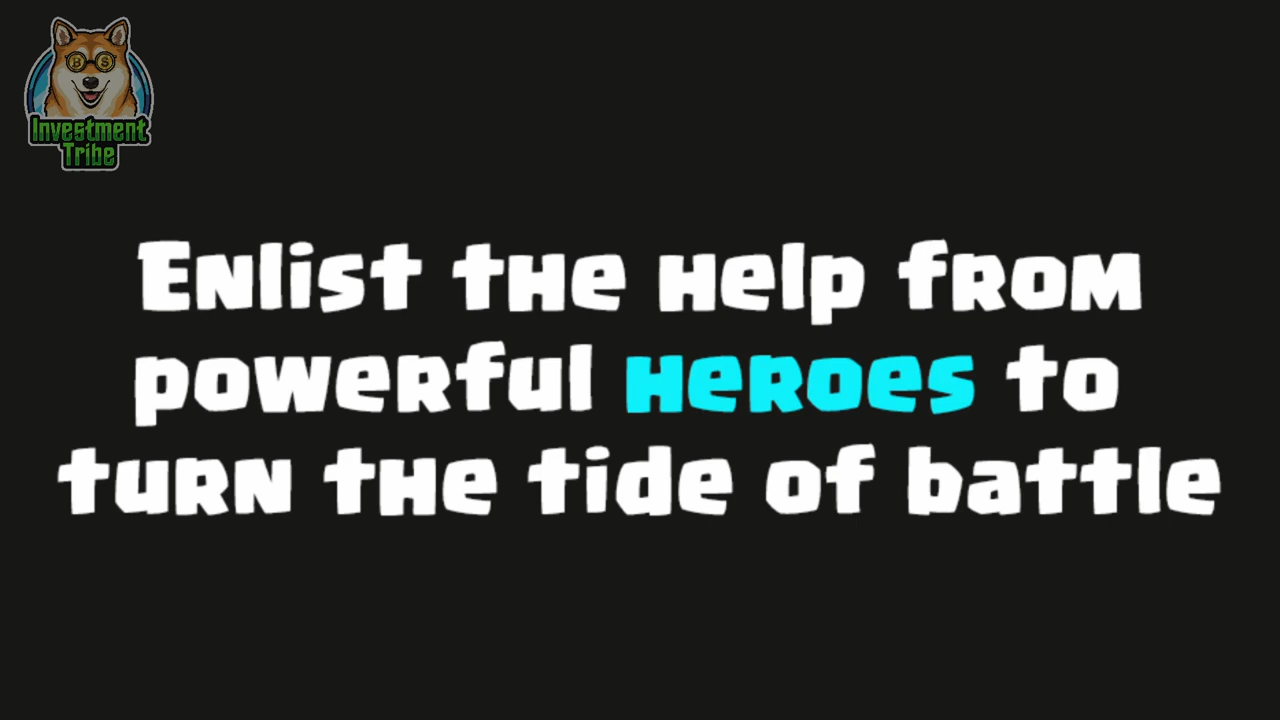 Investment
Tribe
Enlist the help from
powerful heroes to
turn the tide of battle